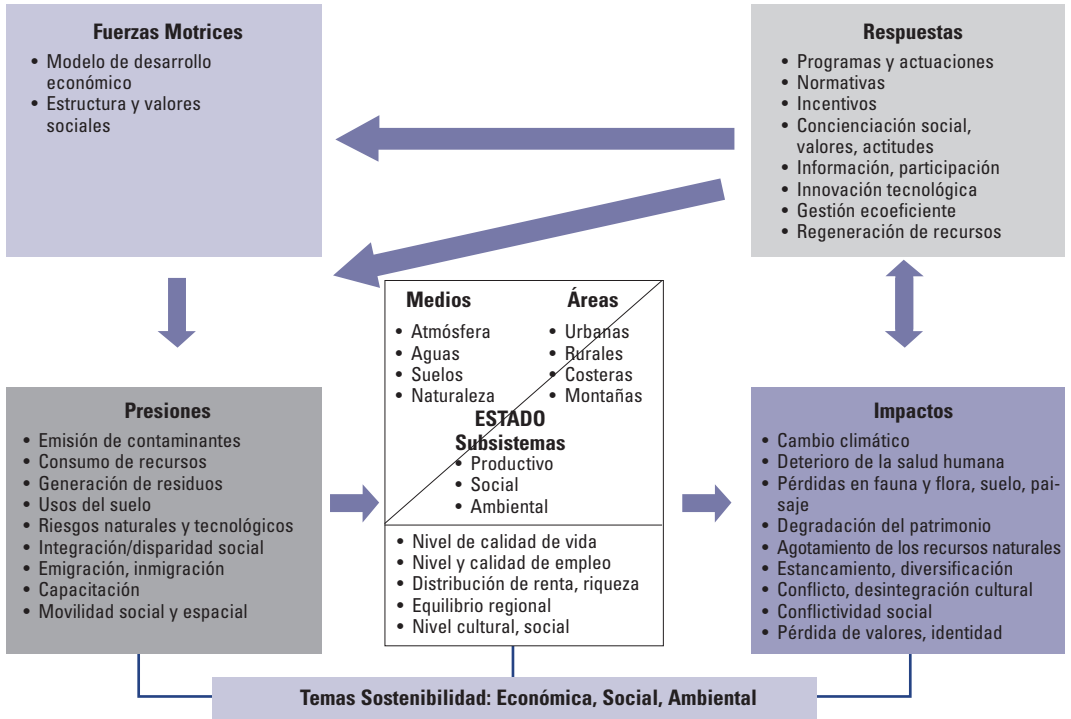 Fuerzas Motrices
• Modelo de desarrollo
económico
• Estructura y valores
sociales
Respuestas
• Programas y actuaciones
• Normativas
• Incentivos
• Concienciación social,
valores, actitudes
• Información, participación
• Innovación tecnológica
• Gestión ecoeficiente
• Regeneración de recursos
Presiones
• Emisión de contaminantes
• Consumo de recursos
• Generación de residuos
• Usos del suelo
• Riesgos naturales y tecnológicos
• Integración/disparidad social
• Emigración, inmigración
• Capacitación
• Movilidad social y espacial
Medios
• Atmósfera
• Aguas
• Suelos
• Naturaleza
Áreas
• Urbanas
• Rurales
• Costeras
• Montañas
ESTADO
Subsistemas
• Productivo
• Social
• Ambiental
• Nivel de calidad de vida
• Nivel y calidad de empleo
• Distribución de renta, riqueza
• Equilibrio regional
• Nivel cultural, social
Impactos
• Cambio climático
• Deterioro de la salud humana
• Pérdidas en fauna y flora, suelo, pai-
saje
• Degradación del patrimonio
• Agotamiento de los recursos naturales
• Estancamiento, diversificación
• Conflicto, desintegración cultural
• Conflictividad social
• Pérdida de valores, identidad
Temas Sostenibilidad: Económica, Social, Ambiental